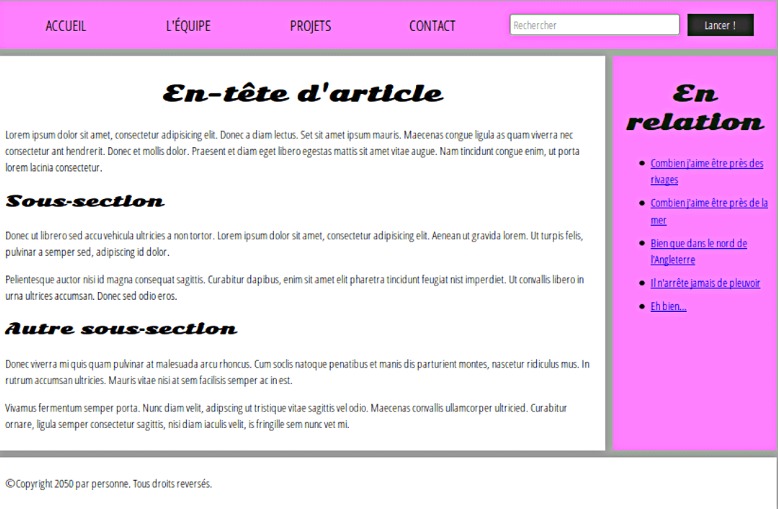 ACCUEIL L'ÉQUIPE PROJETS CONTACT Rechercher Lancer !
En-tête d'article
Lorem ipsum dolor sit amet, consectetur adipisicing elit. Donec a diam lectus. Set sit amet ipsum mauris. Maecenas congue ligula as quam viverra nec
consectetur ant hendrerit. Donec et mollis dolor. Praesent et diam eget libero egestas mattis sit amet vitae augue. Nam tincidunt congue enim, ut porta
lorem lacinia consectetur.
Sous-section
Donec ut librero sed accu vehicula ultricies a non tortor. Lorem ipsum dolor sit amet, consectetur adipisicing elit. Aenean ut gravida lorem. Ut turpis felis,
pulvinar a semper sed, adipiscing id dolor.
Pelientesque auctor nisi id magna consequat sagittis. Curabitur dapibus, enim sit amet elit pharetra tincidunt feugiat nist imperdiet. Ut convallis libero in
urna ultrices accumsan. Donec sed odio eros.
Autre sous-section
Donec viverra mi quis quam pulvinar at malesuada arcu rhoncus. Cum soclis natoque penatibus et manis dis parturient montes, nascetur ridiculus mus. In
rutrum accumsan ultricies. Mauris vitae nisi at sem facilisis semper ac in est.
Vivamus fermentum semper porta. Nunc diam velit, adipscing ut tristique vitae sagittis vel odio. Maecenas convallis ullamcorper ultricied. Curabitur
ornare, ligula semper consectetur sagittis, nisi diam iaculis velit, is fringille sem nunc vet mi.
En
relation
Combien j'aime être près des
rivages
Combien j'aime être près de la
mer
Bien que dans le nord de
l'Angleterre
Il n'arrête jamais de pleuvoir
Eh bien...
©Copyright 2050 par personne. Tous droits reversés.